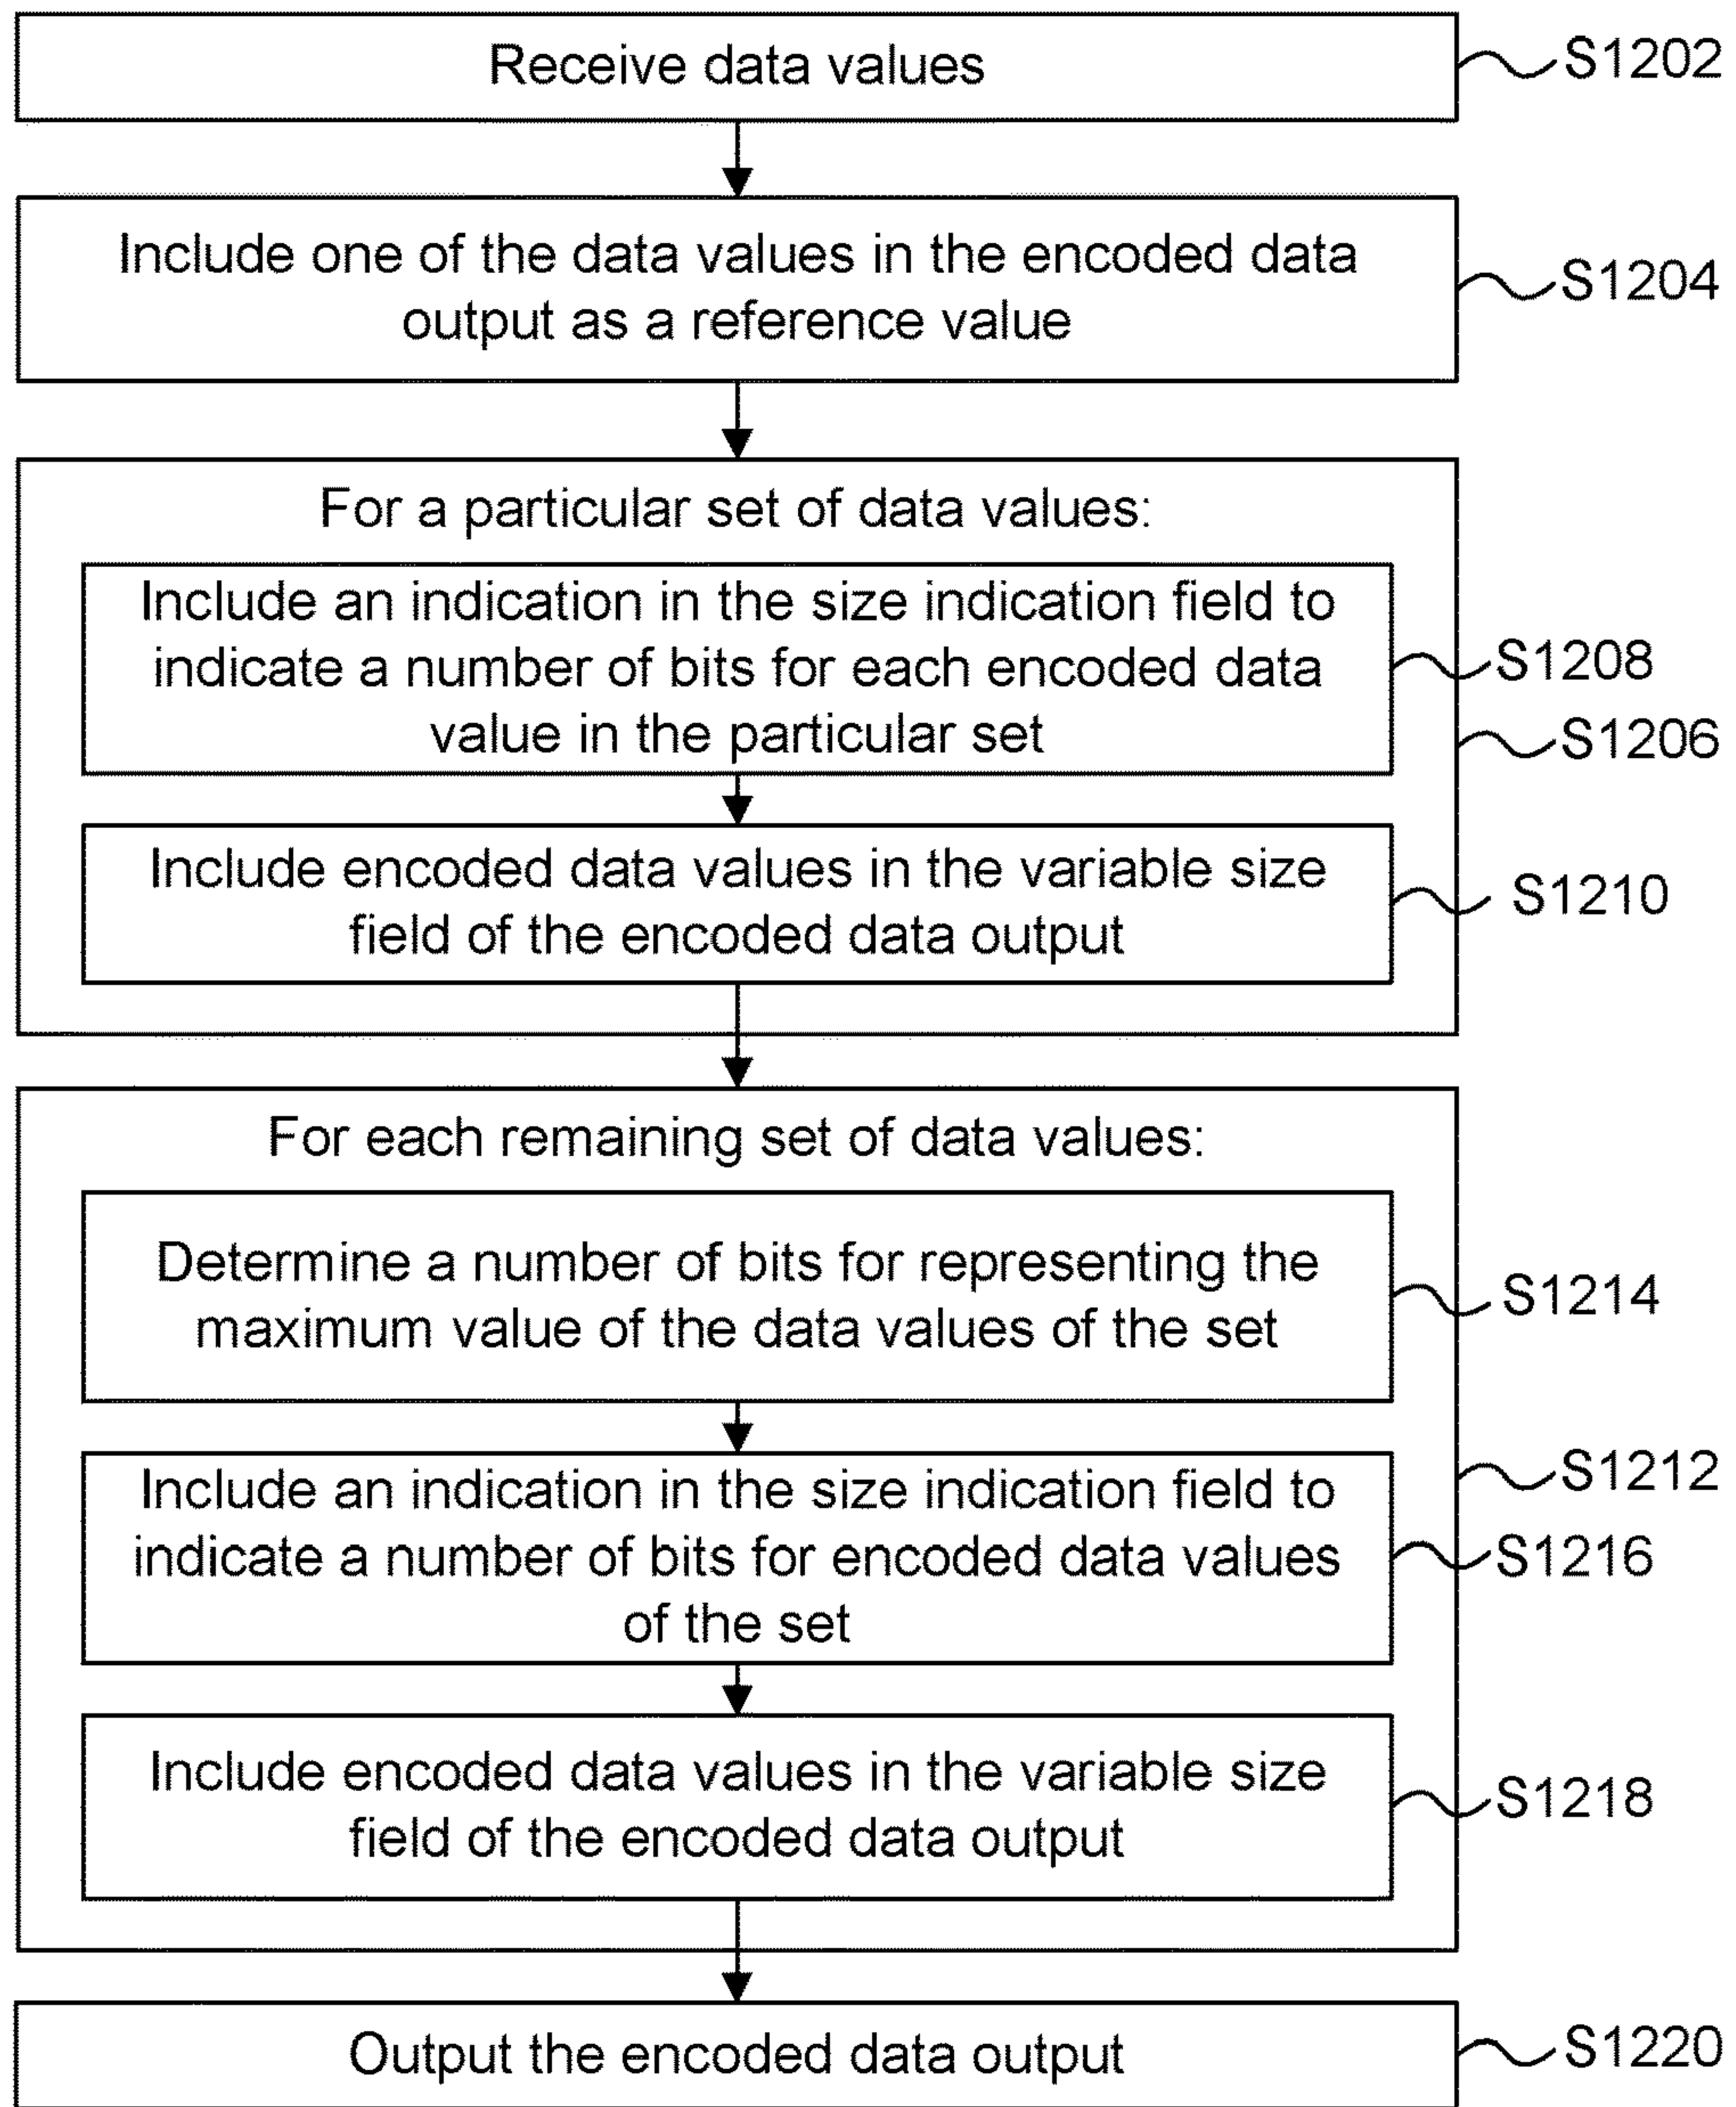 Receive data values
S1202
Include one of the data values in the encoded data
output as a reference value
S1204
For a particular set of data values:
Include an indication in the size indication field to
indicate a number of bits for each encoded data
value in the particular set
S1208
S1206
Include encoded data values in the variable size
field of the encoded data output
S1210
For each remaining set of data values:
Determine a number of bits for representing the
maximum value of the data values of the set
S1214
S1212
Include an indication in the size indication field to
indicate a number of bits for encoded data values
of the set
S1216
Include encoded data values in the variable size
field of the encoded data output
S1218
Output the encoded data output
S1220